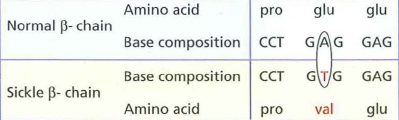 Normal β- chain
Amino acid pro glu glu
Base composition CCT GAG GAG
Sickle β- chain
Base composition CCT GTG GAG
Amino acid pro val glu